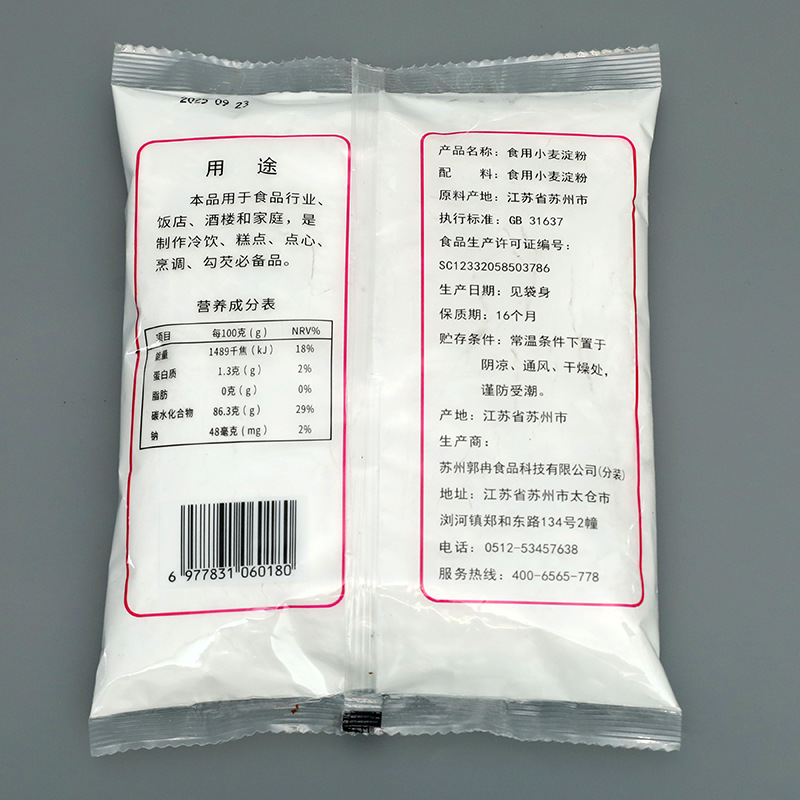 2025 09 23
用 途
本品用于食品行业、
饭店、酒楼和家庭，是
制作冷饮、糕点、点心、
烹调、勾芡必备品。
营养成分表
项目 每100克(g) NRV%
能量 1489千焦(kJ) 18%
蛋白质 1.3克(g) 2%
脂肪 0克(g) 0%
碳水化合物 86.3克(g) 29%
钠 48毫克(mg) 2%
6 977831 060180
产品名称：食用小麦淀粉
配 料：食用小麦淀粉
原料产地：江苏省苏州市
执行标准：GB 31637
食品生产许可证编号：
SC12332058503786
生产日期：见袋身
保质期：16个月
贮存条件：常温条件下置于
阴凉、通风、干燥处，
谨防受潮。
产地：江苏省苏州市
生产商：
苏州郭冉食品科技有限公司(分装)
地址：江苏省苏州市太仓市
浏河镇郑和东路134号2幢
电话：0512-53457638
服务热线：400-6565-778